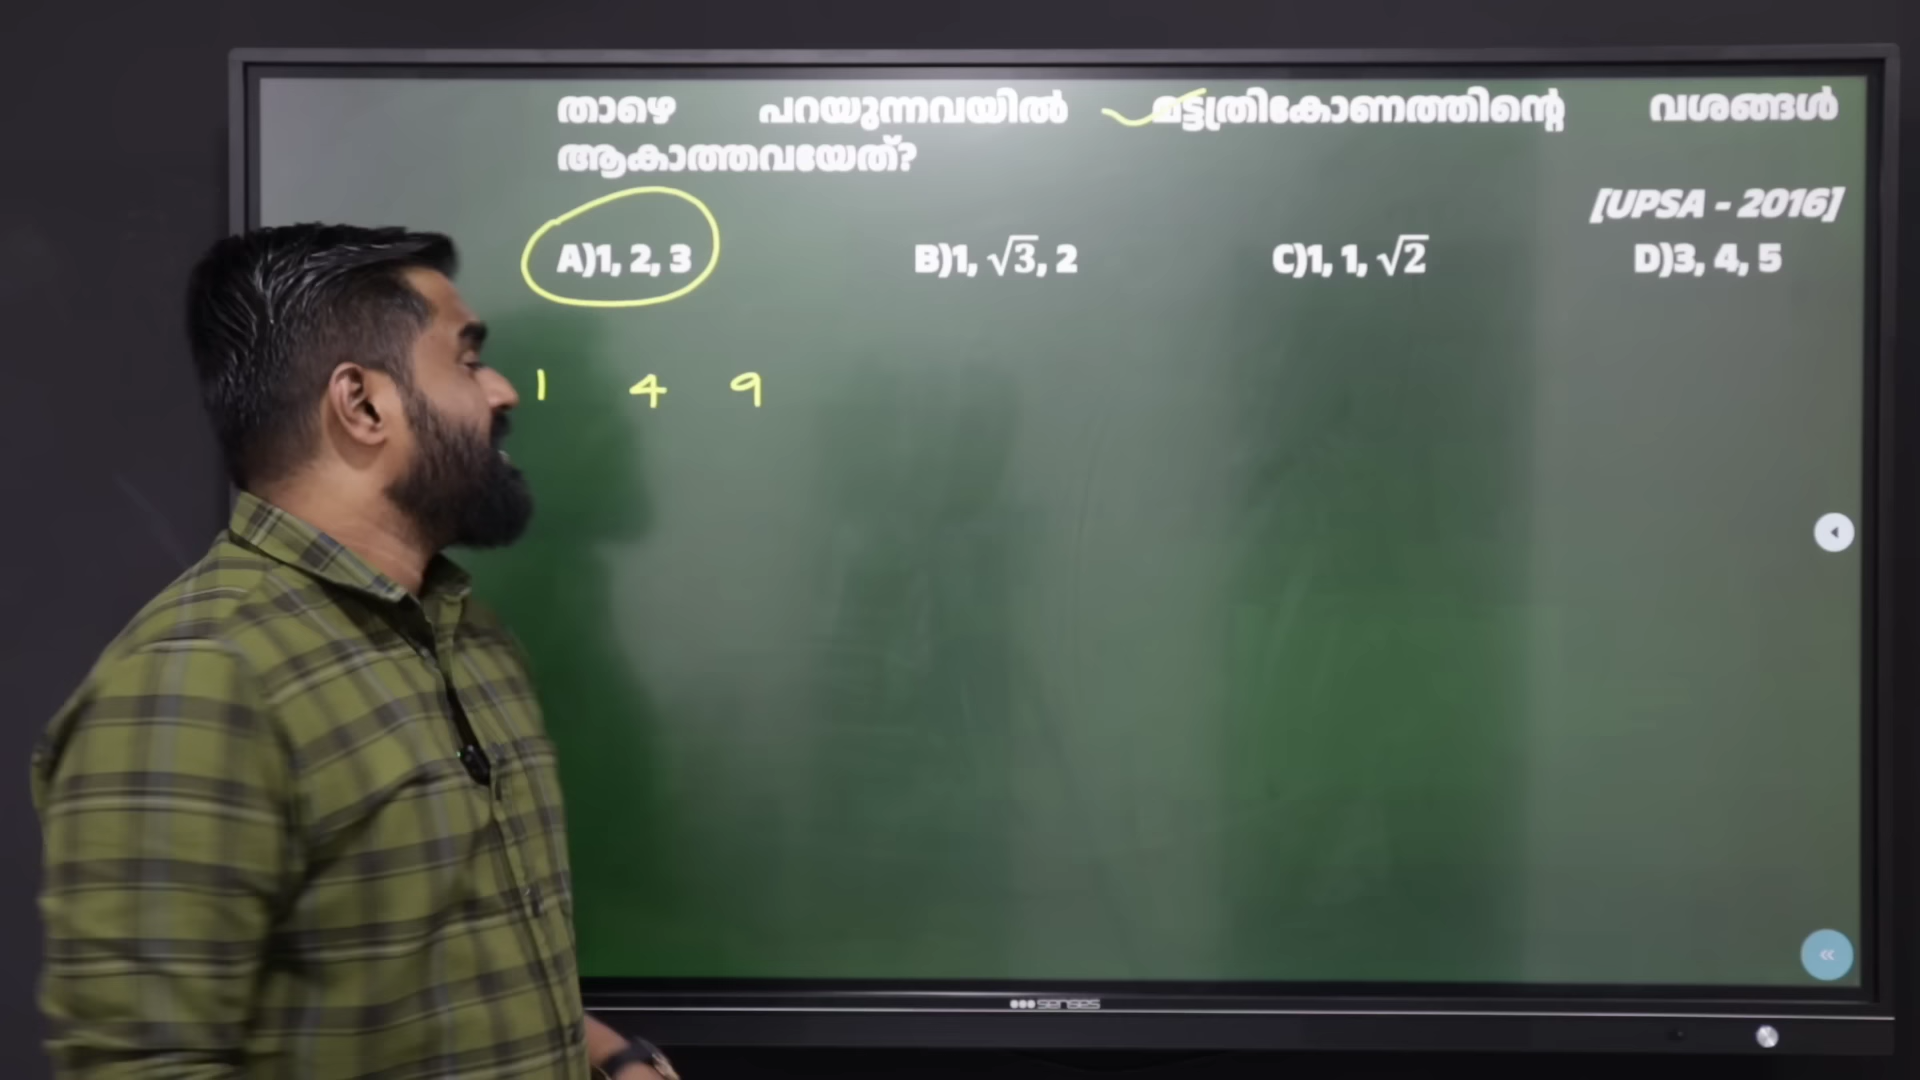 താഴെ പറയുന്നവയിൽ മട്ടത്രികോണത്തിന്റെ വശങ്ങൾ
ആകാത്തവയേത്?
[UPSA - 2016]
A)1, 2, 3 B)1, √3, 2 C)1, 1, √2 D)3, 4, 5
1 4 9
senses